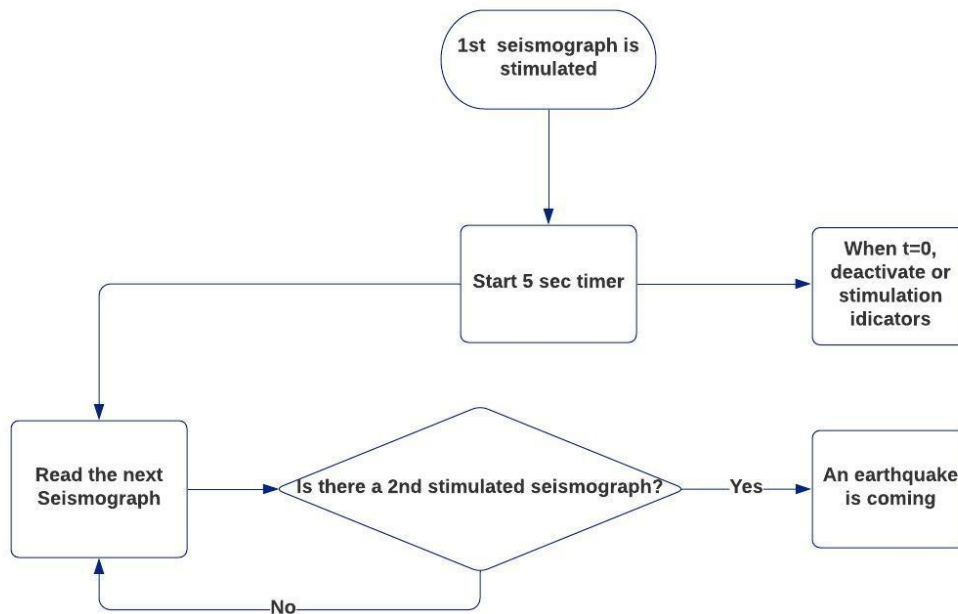 1st seismograph is
stimulated
Start 5 sec timer
When t=0,
deactivate or
stimulation
idicators
Read the next
Seismograph
Is there a 2nd stimulated seismograph?
Yes
An earthquake
is coming
No